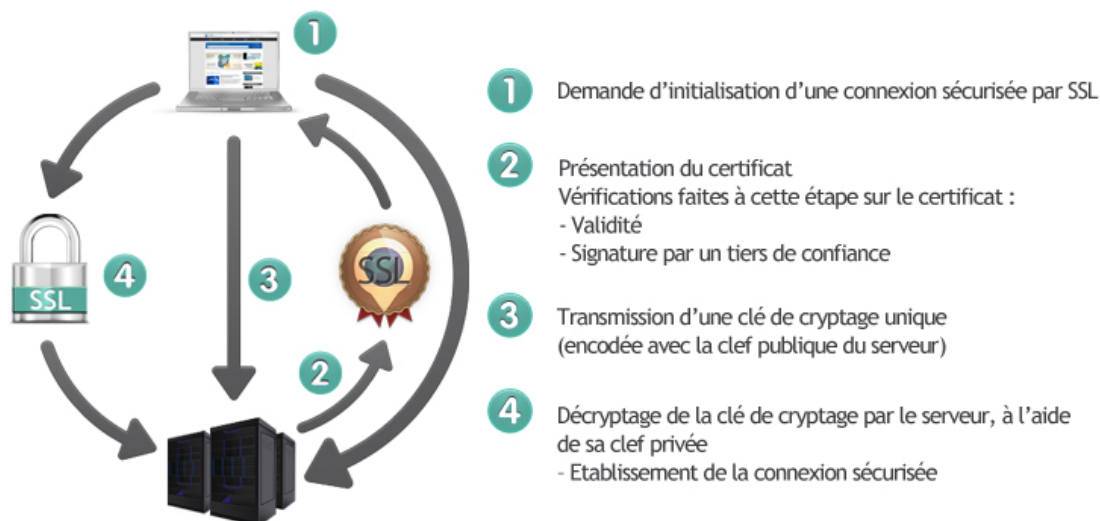 1
1 Demande d'initialisation d'une connexion sécurisée par SSL
2 Présentation du certificat
Vérifications faites à cette étape sur le certificat :
- Validité
- Signature par un tiers de confiance
SSL
4
SSL
3
3 Transmission d'une clé de cryptage unique
(encodée avec la clef publique du serveur)
2
4 Décryptage de la clé de cryptage par le serveur, à l'aide
de sa clef privée
- Etablissement de la connexion sécurisée